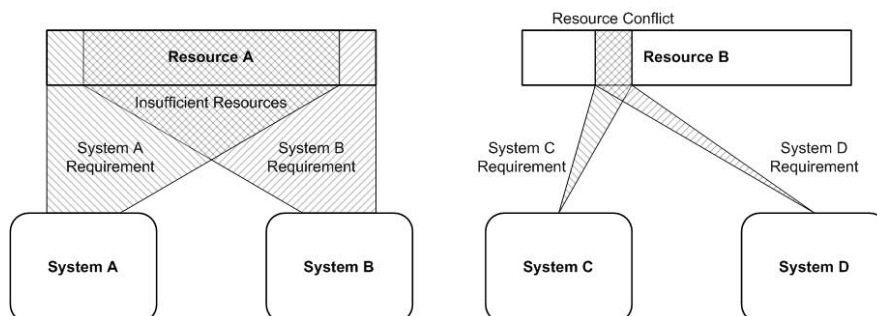 Resource Conflict
Resource A
Resource B
Insufficient Resources
System A
Requirement
System B
Requirement
System C
Requirement
System D
Requirement
System A
System B
System C
System D